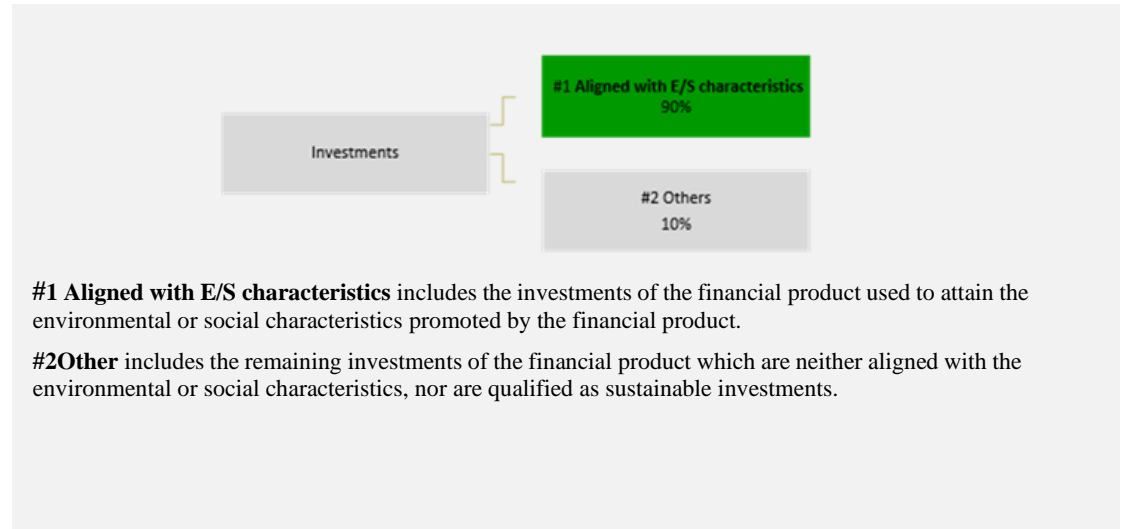 #1 Aligned with E/S characteristics
90%
Investments
#2 Others
10%
#1 Aligned with E/S characteristics includes the investments of the financial product used to attain the
environmental or social characteristics promoted by the financial product.
#2Other includes the remaining investments of the financial product which are neither aligned with the
environmental or social characteristics, nor are qualified as sustainable investments.